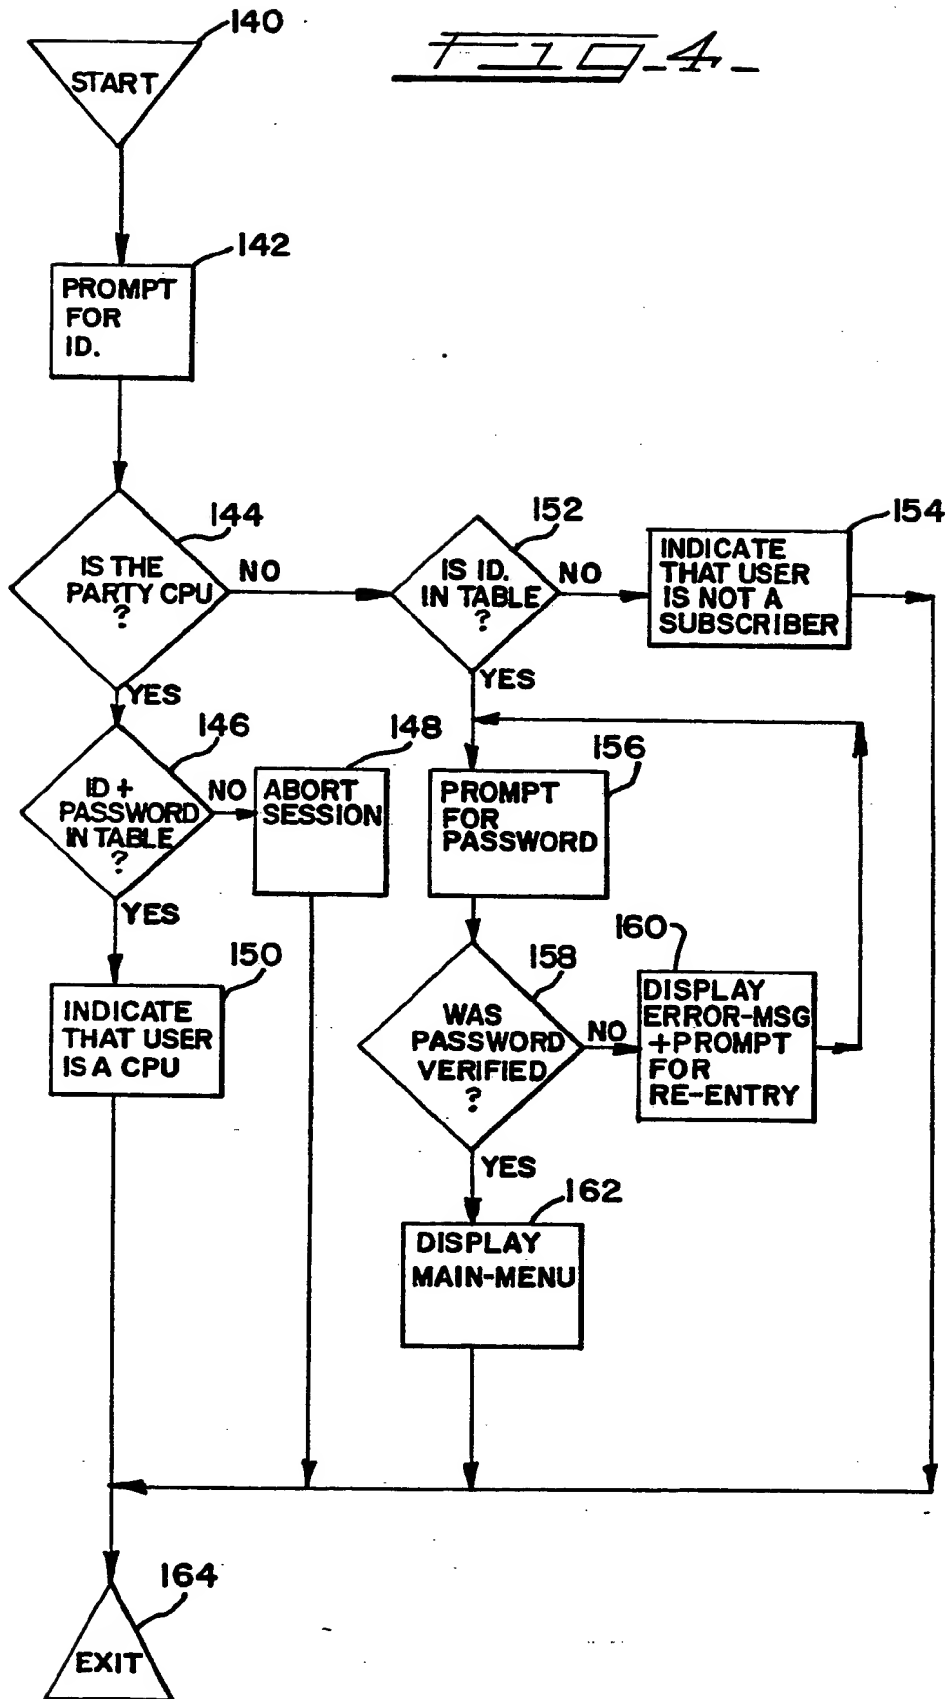 140
Fig. 4.
START
142
PROMPT
FOR
ID.
144
IS THE
PARTY CPU
?
NO
YES
152
IS ID.
IN TABLE
?
NO
YES
154
INDICATE
THAT USER
IS NOT A
SUBSCRIBER
146
ID +
PASSWORD
IN TABLE
?
NO
YES
148
ABORT
SESSION
156
PROMPT
FOR
PASSWORD
150
INDICATE
THAT USER
IS A CPU
158
WAS
PASSWORD
VERIFIED
?
NO
YES
160
DISPLAY
ERROR-MSG
+PROMPT
FOR
RE-ENTRY
162
DISPLAY
MAIN-MENU
164
EXIT